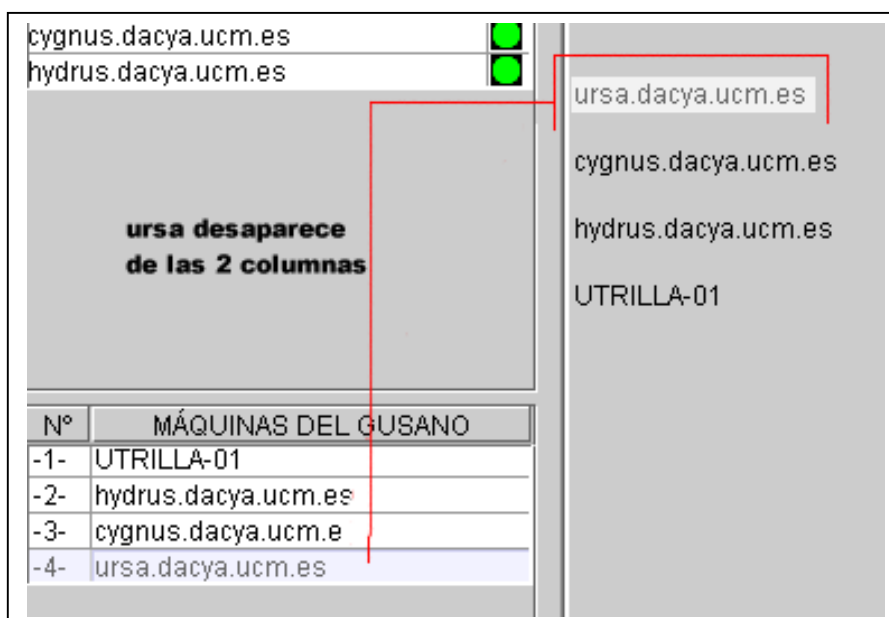 cygnus.dacya.ucm.es
hydrus.dacya.ucm.es
ursa desaparece
de las 2 columnas
Nº MÁQUINAS DEL GUSANO
-1- UTRILLA-01
-2- hydrus.dacya.ucm.es
-3- cygnus.dacya.ucm.e
-4- ursa.dacya.ucm.es
ursa.dacya.ucm.es
cygnus.dacya.ucm.es
hydrus.dacya.ucm.es
UTRILLA-01